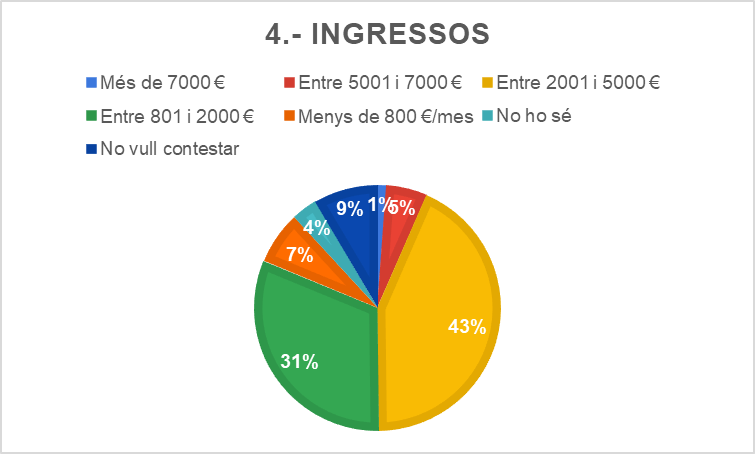 4.- INGRESSOS
Més de 7000 € Entre 5001 i 7000 € Entre 2001 i 5000 €
Entre 801 i 2000 € Menys de 800 €/mes No ho sé
No vull contestar
1%
5%
43%
31%
7%
4%
9%